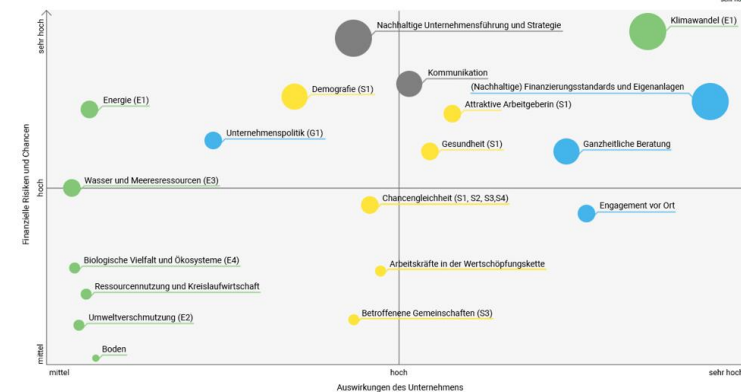 sehr hoch
Nachhaltige Unternehmensführung und Strategie
Klimawandel (E1)
Kommunikation
Demografie (S1)
(Nachhaltige) Finanzierungsstandards und Eigenanlagen
Energie (E1)
Attraktive Arbeitgeberin (S1)
Unternehmenspolitik (G1)
Gesundheit (S1)
Ganzheitliche Beratung
Finanzielle Risiken und Chancen
hoch
Wasser und Meeresressourcen (E3)
Chancengleichheit (S1, S2, S3,S4)
Engagement vor Ort
Biologische Vielfalt und Ökosysteme (E4)
Arbeitskräfte in der Wertschöpfungskette
Ressourcennutzung und Kreislaufwirtschaft
Umweltverschmutzung (E2)
Betroffenene Gemeinschaften (S3)
Boden
mittel
mittel
hoch
sehr hoch
Auswirkungen des Unternehmens